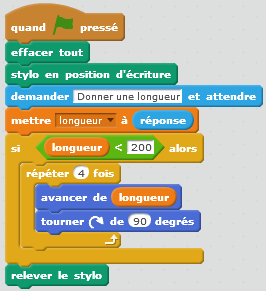 quand pressé
effacer tout
stylo en position d'écriture
demander Donner une longueur et attendre
mettre longueur à réponse
si longueur < 200 alors
répéter 4 fois
avancer de longueur
tourner de 90 degrés
relever le stylo